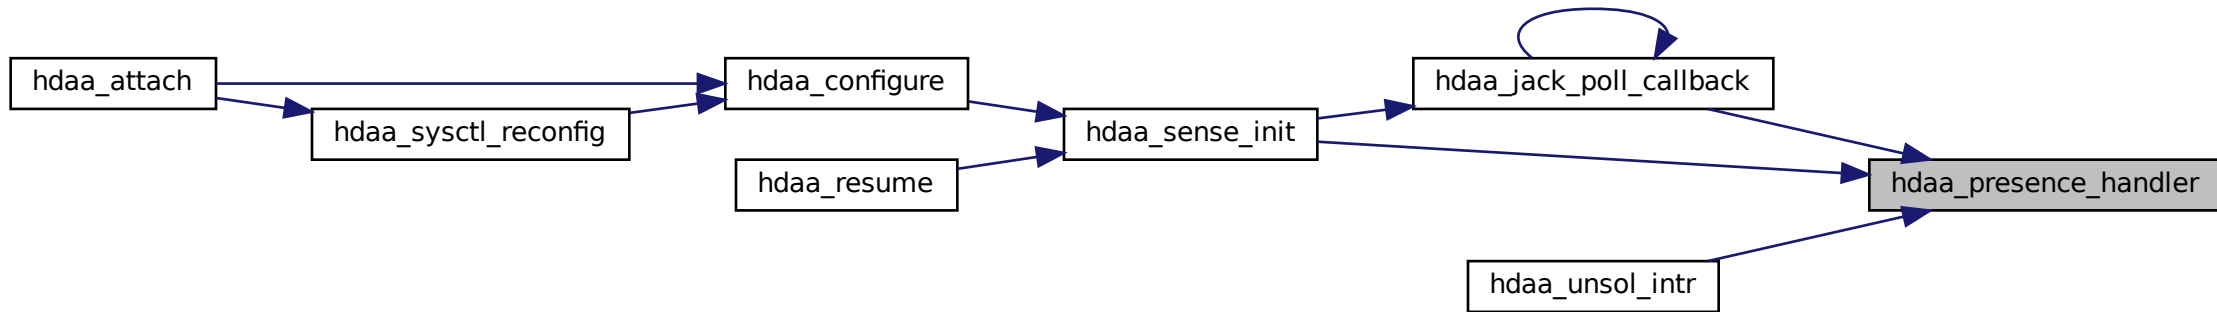 hdaa_attach
hdaa_sysctl_reconfig
hdaa_configure
hdaa_resume
hdaa_sense_init
hdaa_jack_poll_callback
hdaa_unsol_intr
hdaa_presence_handler